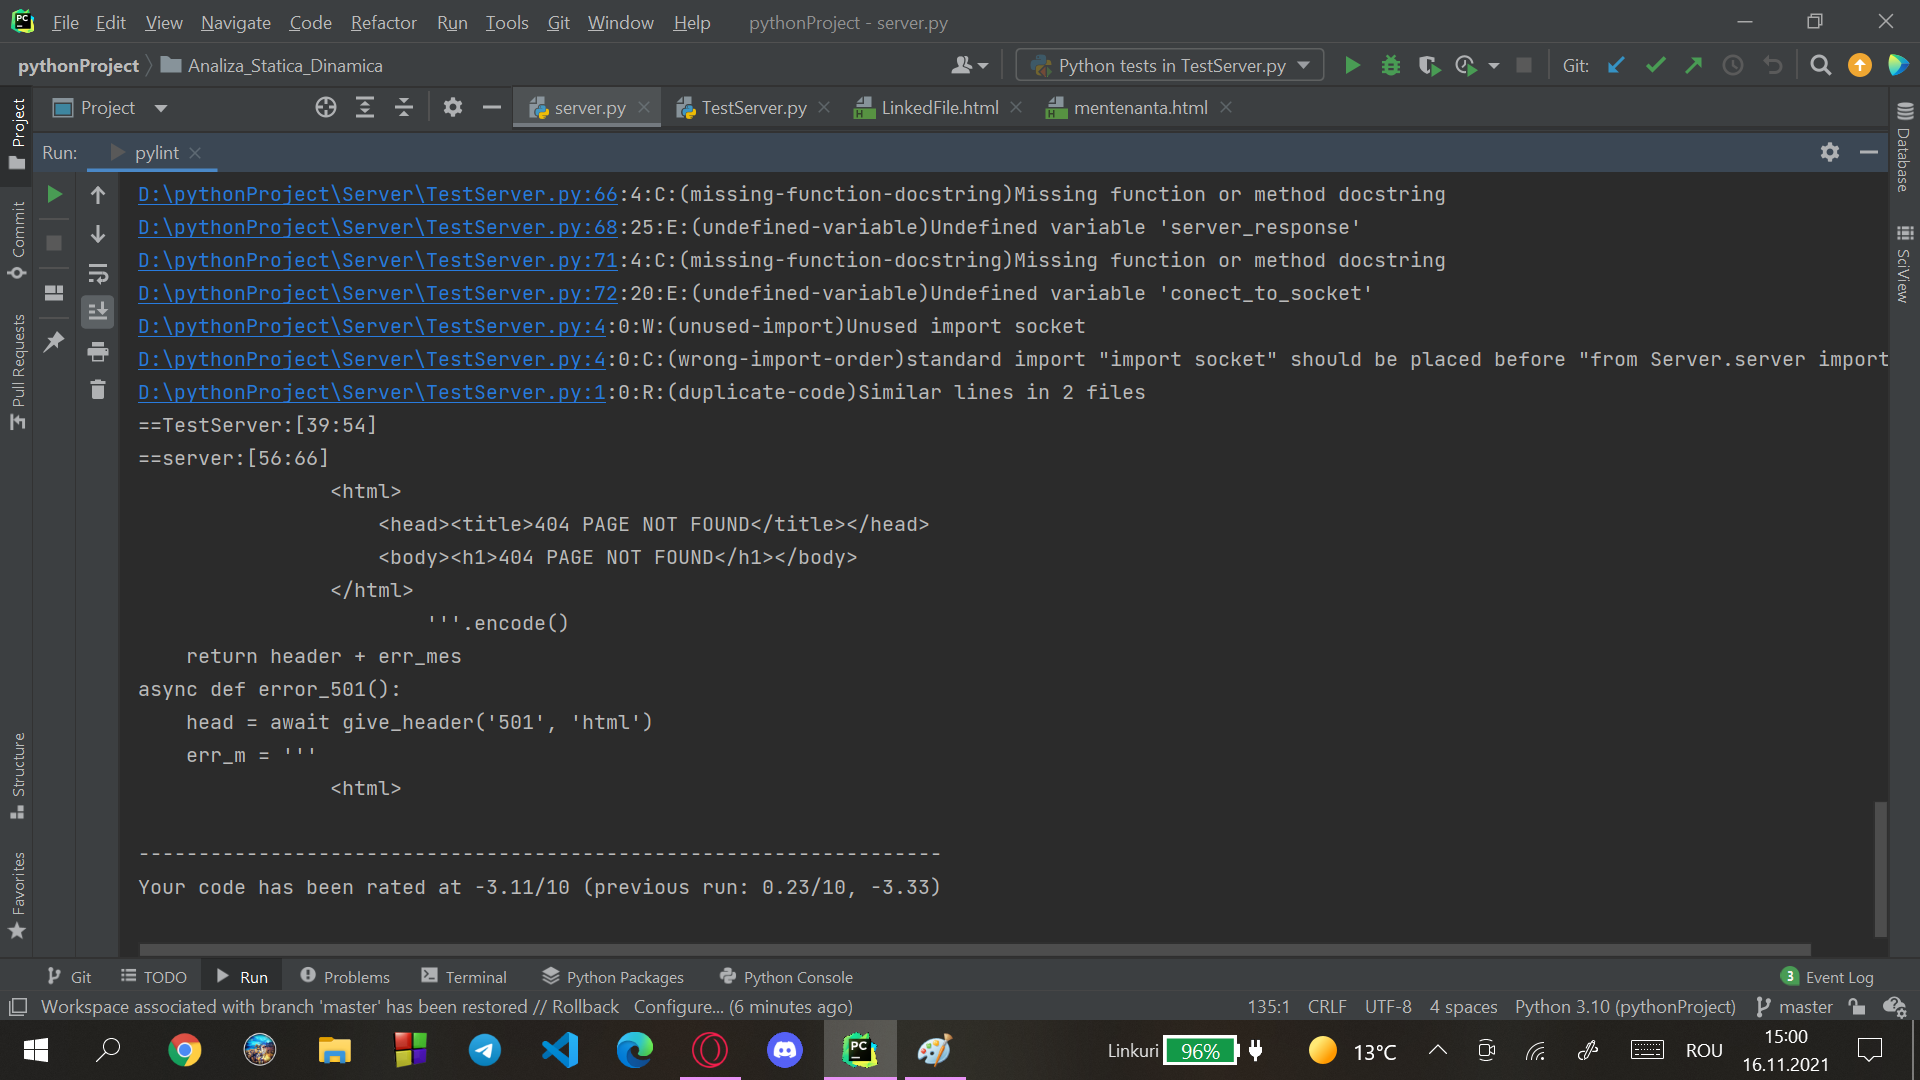 PC File Edit View Navigate Code Refactor Run Tools Git Window Help pythonProject - server.py
pythonProject Analiza_Statica_Dinamica Python tests in TestServer.py Git:
Project server.py TestServer.py LinkedFile.html mentenanta.html
Run: pylint
D:\pythonProject\Server\TestServer.py:66:4:C:(missing-function-docstring)Missing function or method docstring
D:\pythonProject\Server\TestServer.py:68:25:E:(undefined-variable)Undefined variable 'server_response'
D:\pythonProject\Server\TestServer.py:71:4:C:(missing-function-docstring)Missing function or method docstring
D:\pythonProject\Server\TestServer.py:72:20:E:(undefined-variable)Undefined variable 'conect_to_socket'
D:\pythonProject\Server\TestServer.py:4:0:W:(unused-import)Unused import socket
D:\pythonProject\Server\TestServer.py:4:0:C:(wrong-import-order)standard import "import socket" should be placed before "from Server.server import
D:\pythonProject\Server\TestServer.py:1:0:R:(duplicate-code)Similar lines in 2 files
==TestServer:[39:54]
==server:[56:66]
<html>
<head><title>404 PAGE NOT FOUND</title></head>
<body><h1>404 PAGE NOT FOUND</h1></body>
</html>
'''.encode()
return header + err_mes
async def error_501():
head = await give_header('501', 'html')
err_m = '''
<html>
-------------------------------------------------------------------
Your code has been rated at -3.11/10 (previous run: 0.23/10, -3.33)
Project
Commit
Pull Requests
Structure
Favorites
Database
SciView
Git TODO Run Problems Terminal Python Packages Python Console 3 Event Log
Workspace associated with branch 'master' has been restored // Rollback Configure... (6 minutes ago) 135:1 CRLF UTF-8 4 spaces Python 3.10 (pythonProject) master
PC Linkuri 96% 13°C ROU 15:00
16.11.2021